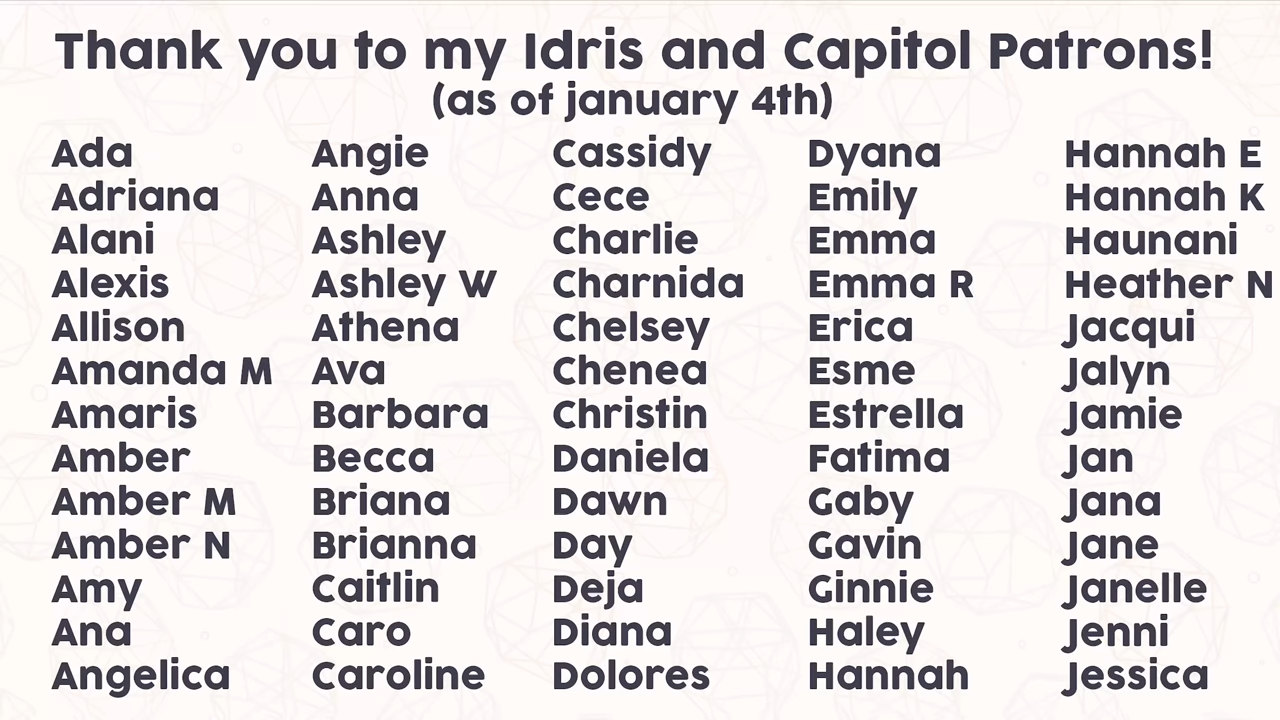 Thank you to my Idris and Capitol Patrons!
(as of january 4th)
Ada
Adriana
Alani
Alexis
Allison
Amanda M
Amaris
Amber
Amber M
Amber N
Amy
Ana
Angelica
Angie
Anna
Ashley
Ashley W
Athena
Ava
Barbara
Becca
Briana
Brianna
Caitlin
Caro
Caroline
Cassidy
Cece
Charlie
Charnida
Chelsey
Chenea
Christin
Daniela
Dawn
Day
Deja
Diana
Dolores
Dyana
Emily
Emma
Emma R
Erica
Esme
Estrella
Fatima
Gaby
Gavin
Ginnie
Haley
Hannah
Hannah E
Hannah K
Haunani
Heather N
Jacqui
Jalyn
Jamie
Jan
Jana
Jane
Janelle
Jenni
Jessica